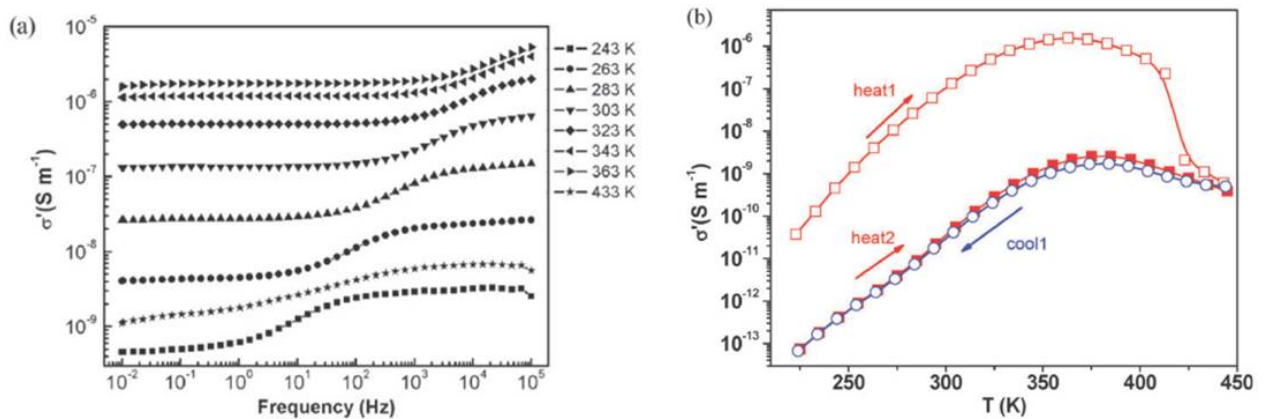 (a)
σ'(S m⁻¹)
10⁻⁵
10⁻⁶
10⁻⁷
10⁻⁸
10⁻⁹
10⁻² 10⁻¹ 10⁰ 10¹ 10² 10³ 10⁴ 10⁵
Frequency (Hz)
243 K
263 K
283 K
303 K
323 K
343 K
363 K
433 K
(b)
σ'(S m⁻¹)
10⁻⁶
10⁻⁷
10⁻⁸
10⁻⁹
10⁻¹⁰
10⁻¹¹
10⁻¹²
10⁻¹³
heat1
heat2
cool1
250 300 350 400 450
T (K)